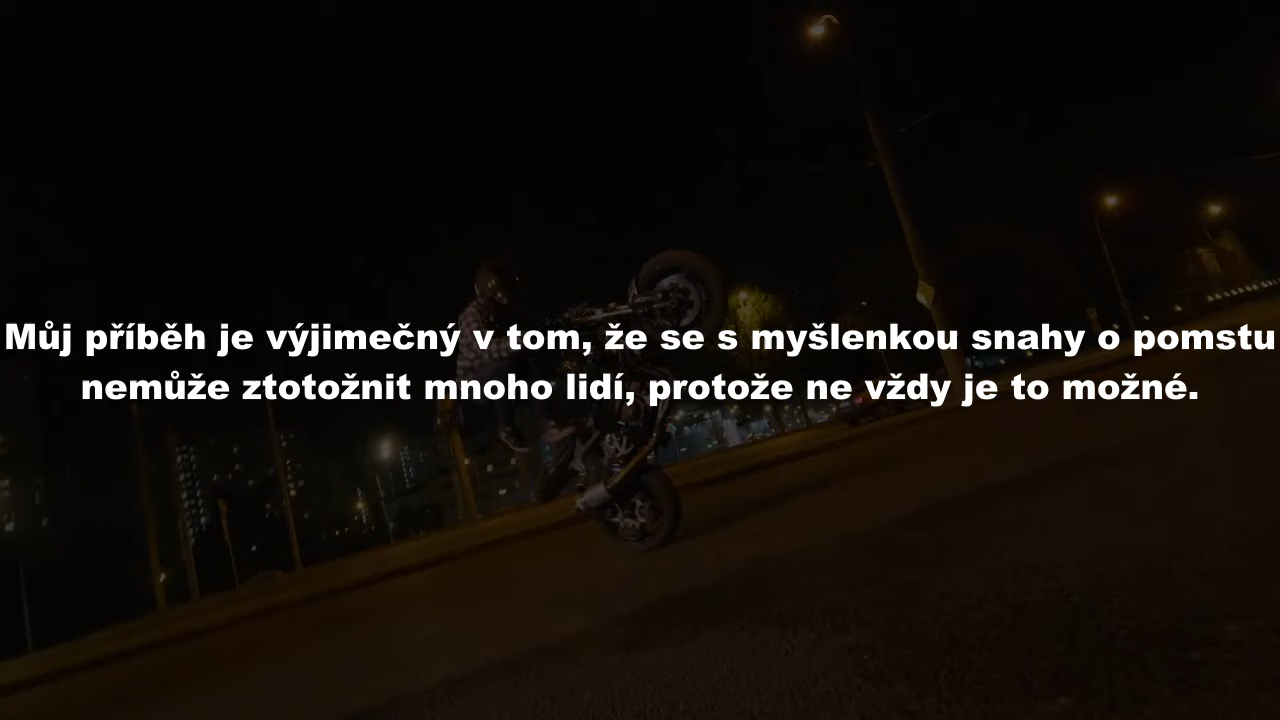 Můj příběh je výjimečný v tom, že se s myšlenkou snahy o pomstu
nemůže ztotožnit mnoho lidí, protože ne vždy je to možné.